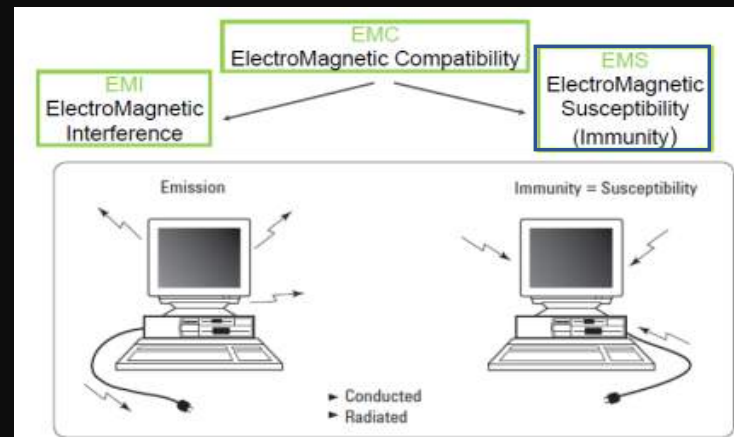 EMC
ElectroMagnetic Compatibility
EMI
ElectroMagnetic
Interference
EMS
ElectroMagnetic
Susceptibility
(Immunity)
Emission
Immunity = Susceptibility
► Conducted
► Radiated